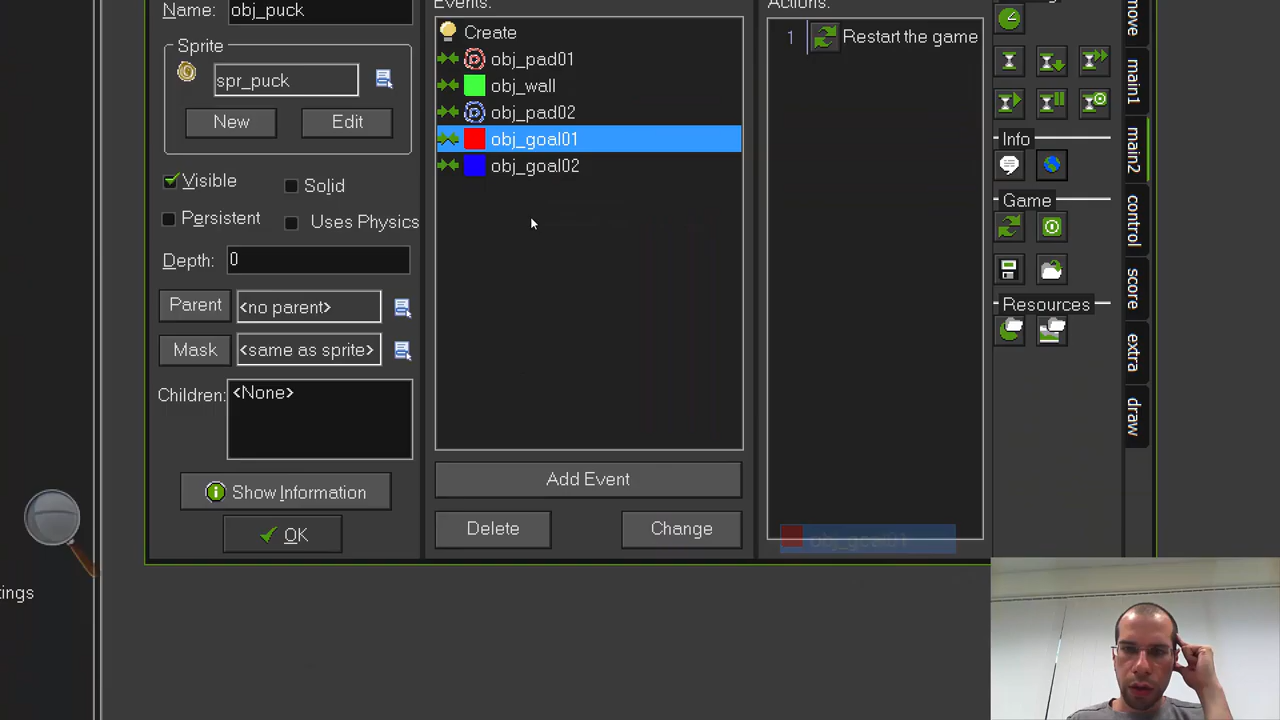 Name: obj_puck
Sprite
spr_puck
New
Edit
Visible
Solid
Persistent
Uses Physics
Depth: 0
Parent <no parent>
Mask <same as sprite>
Children: <None>
Show Information
OK
Events:
Create
obj_pad01
obj_wall
obj_pad02
obj_goal01
obj_goal02
Add Event
Delete
Change
Actions:
1 Restart the game
obj_goal01
Info
Game
Resources
move
main1
main2
control
score
extra
draw
tings